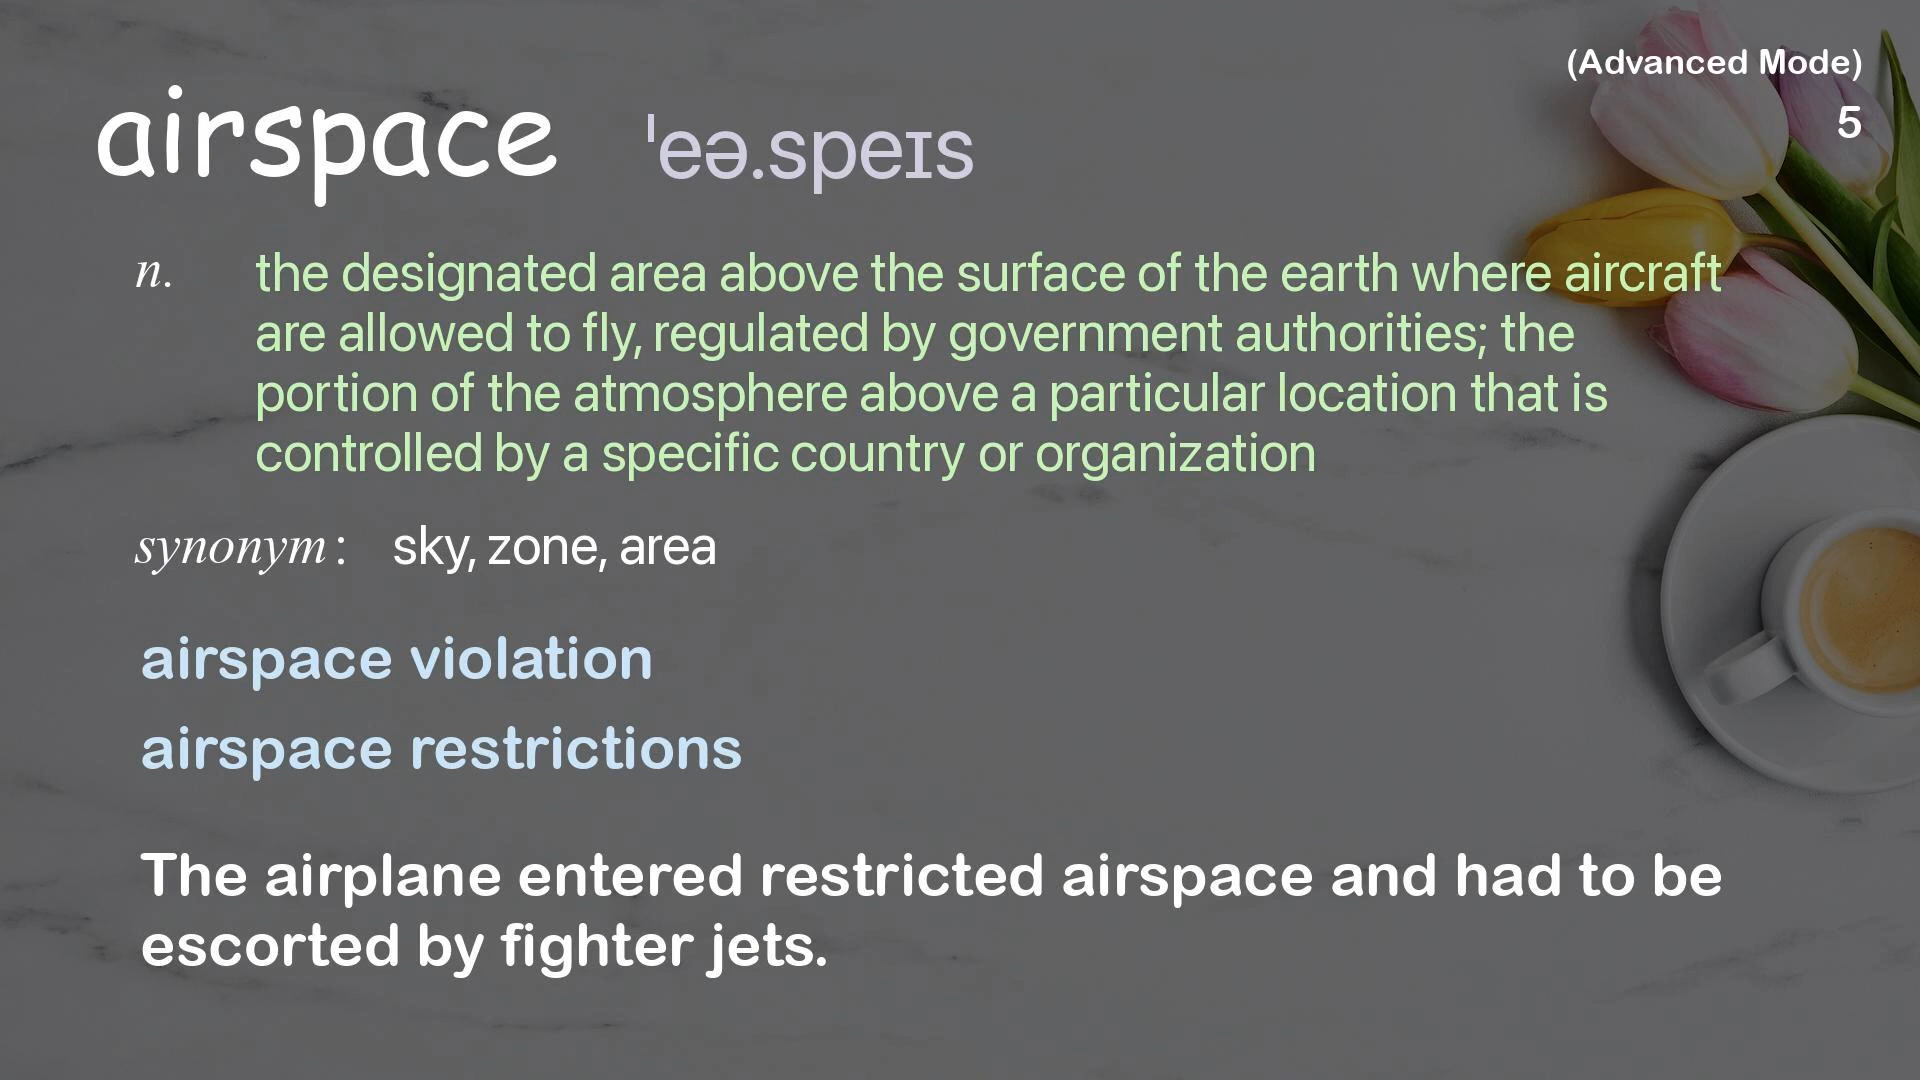 (Advanced Mode)
5
airspace ˈeə.speɪs
n. the designated area above the surface of the earth where aircraft
are allowed to fly, regulated by government authorities; the
portion of the atmosphere above a particular location that is
controlled by a specific country or organization
synonym: sky, zone, area
airspace violation
airspace restrictions
The airplane entered restricted airspace and had to be
escorted by fighter jets.